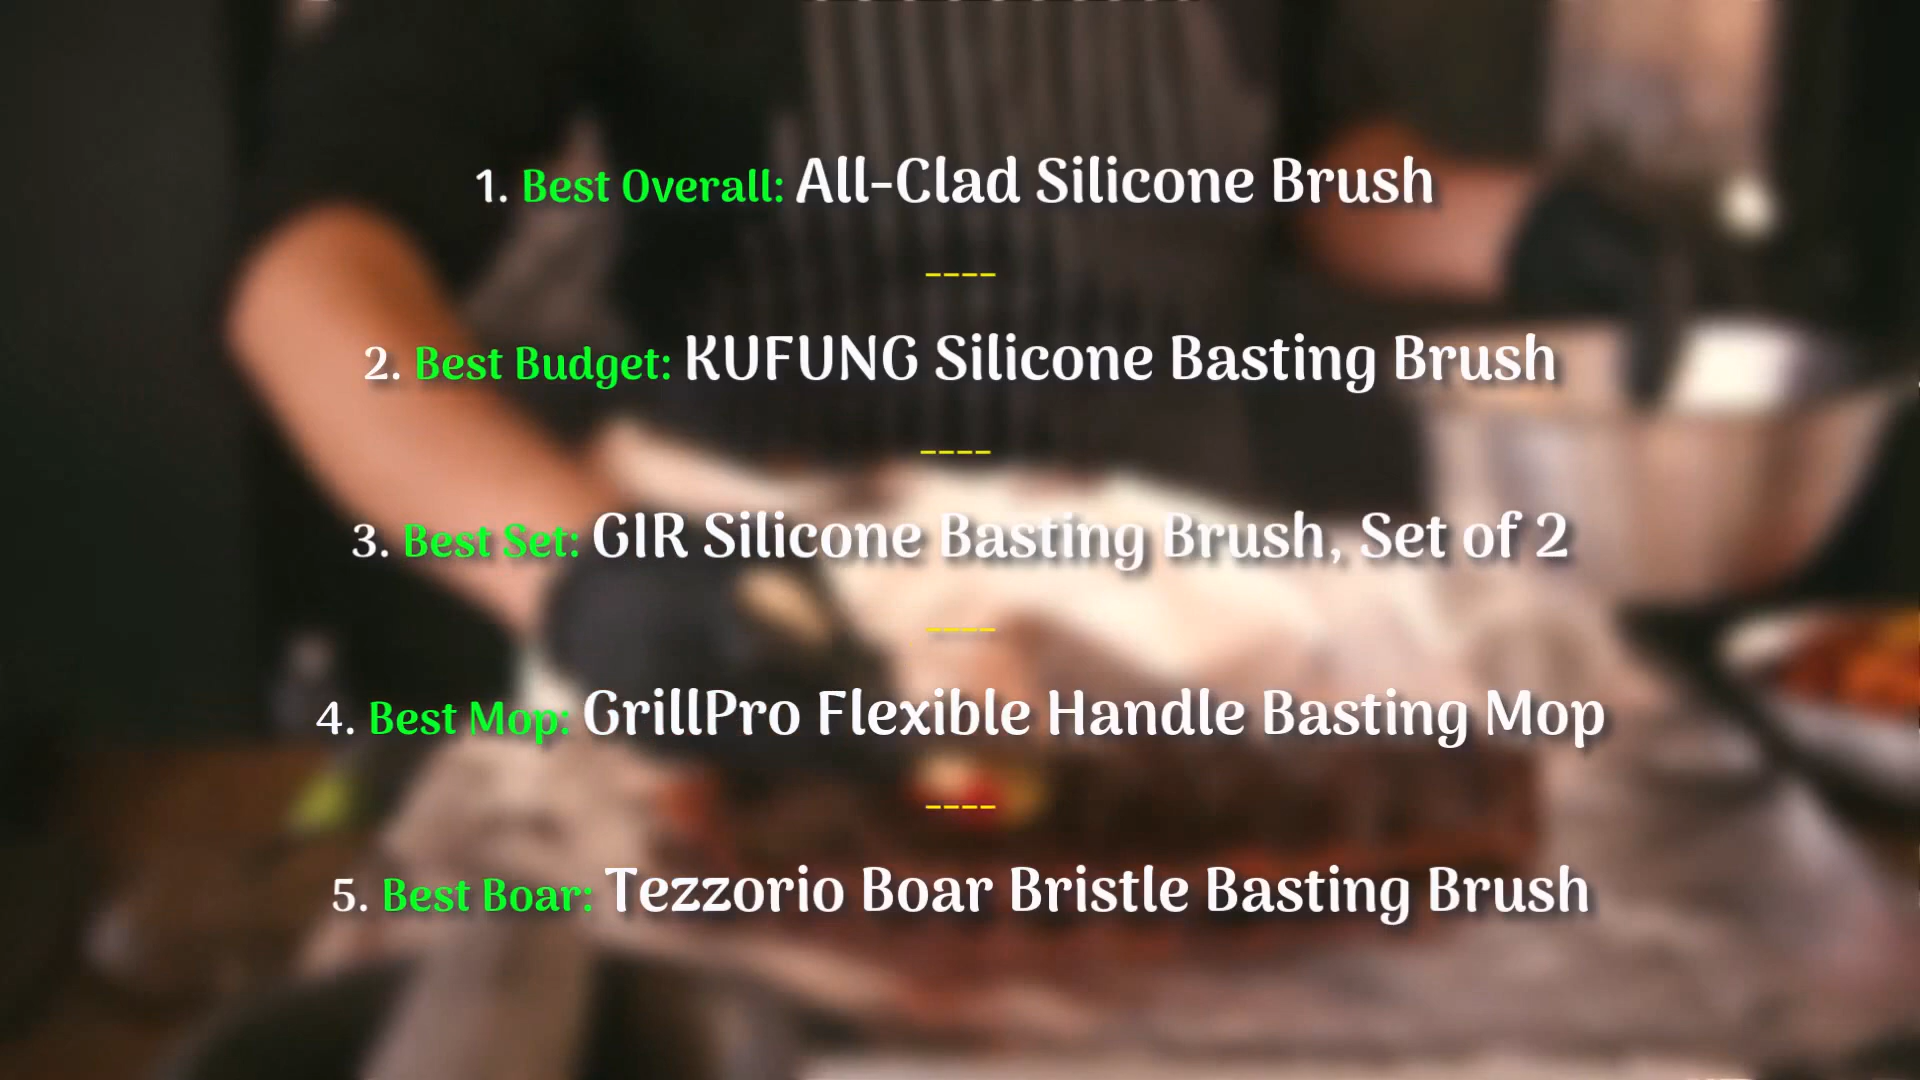 1. Best Overall: All-Clad Silicone Brush
----
2. Best Budget: KUFUNG Silicone Basting Brush
----
3. Best Set: GIR Silicone Basting Brush, Set of 2
----
4. Best Mop: GrillPro Flexible Handle Basting Mop
----
5. Best Boar: Tezzorio Boar Bristle Basting Brush